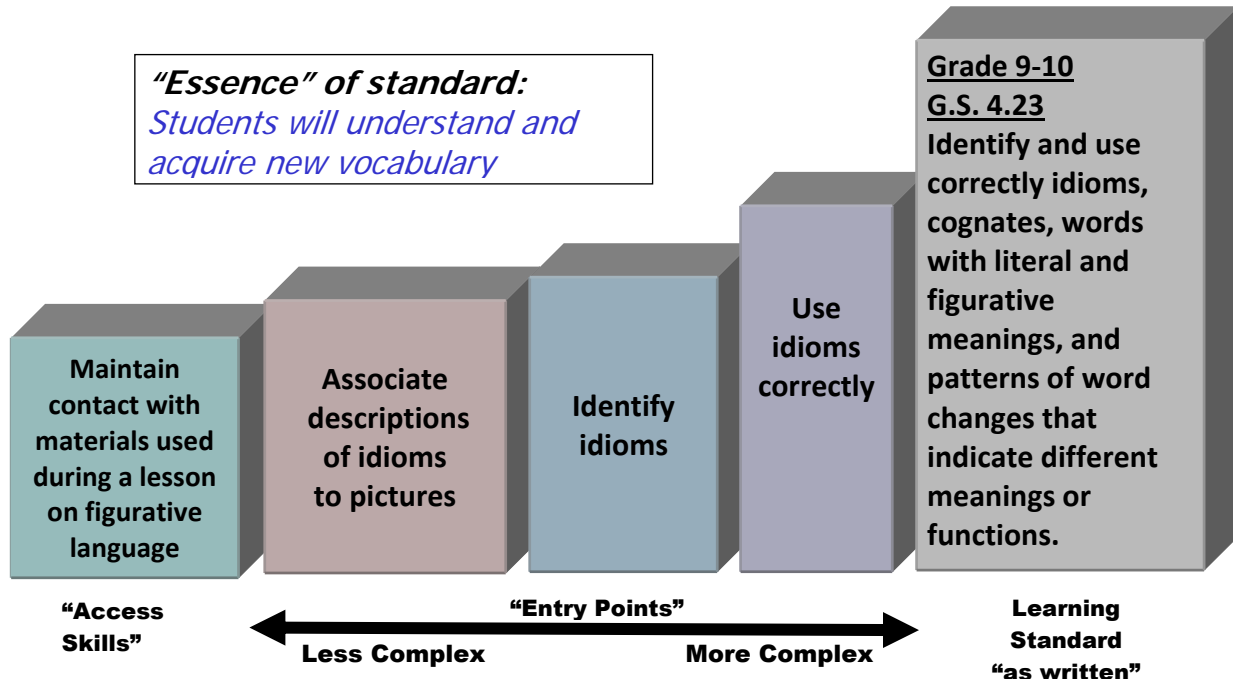 “Essence” of standard:
Students will understand and
acquire new vocabulary
Maintain
contact with
materials used
during a lesson
on figurative
language
Associate
descriptions
of idioms
to pictures
Identify
idioms
Use
idioms
correctly
Grade 9-10
G.S. 4.23
Identify and use
correctly idioms,
cognates, words
with literal and
figurative
meanings, and
patterns of word
changes that
indicate different
meanings or
functions.
“Access
Skills”
“Entry Points”
Less Complex
More Complex
Learning
Standard
“as written”